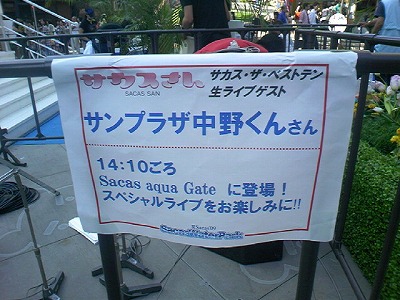 サカスさん
SACAS SAN
サカス・ザ・ベストテン
生ライブゲスト
サンプラザ中野くんさん
14:10ごろ
Sacas aqua Gate に登場！
スペシャルライブをお楽しみに!!